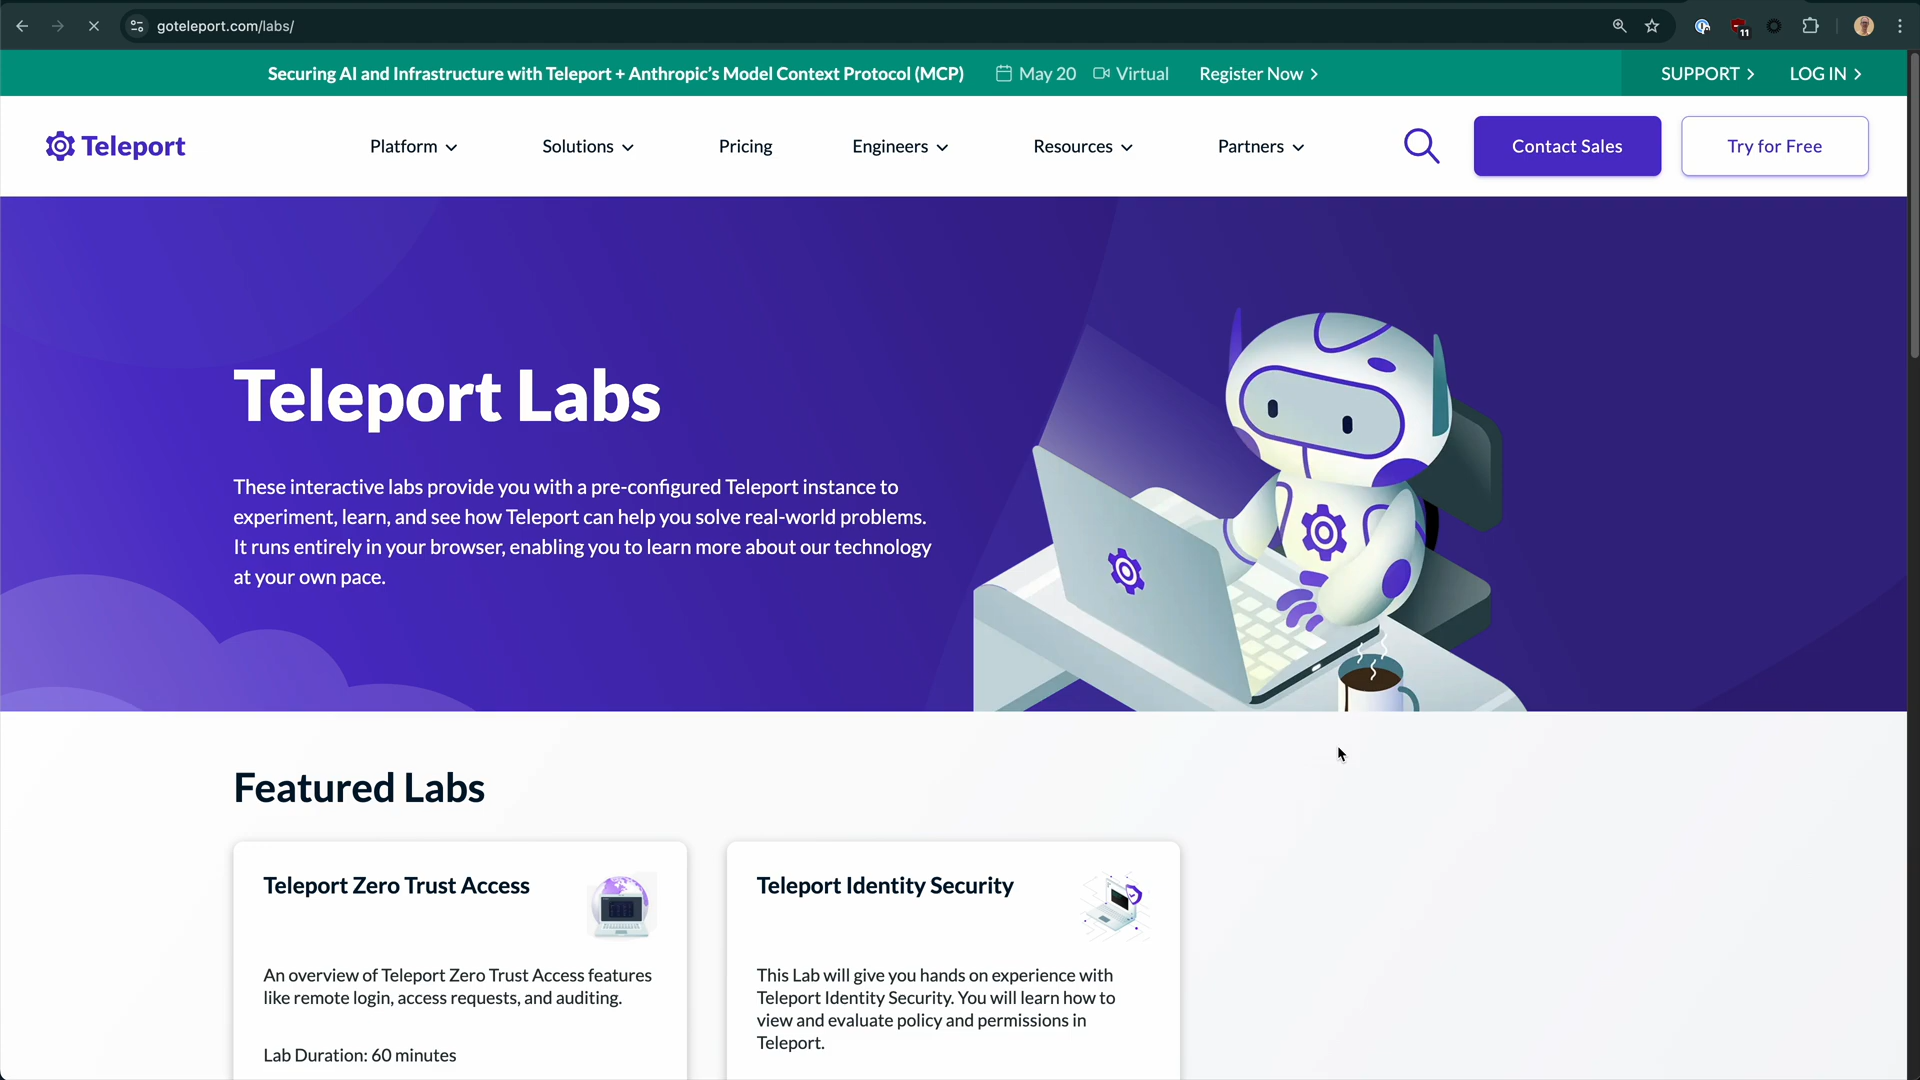 goteleport.com/labs/
11
Securing AI and Infrastructure with Teleport + Anthropic’s Model Context Protocol (MCP) May 20 Virtual Register Now SUPPORT LOG IN
Teleport Platform Solutions Pricing Engineers Resources Partners Contact Sales Try for Free
Teleport Labs
These interactive labs provide you with a pre-configured Teleport instance to
experiment, learn, and see how Teleport can help you solve real-world problems.
It runs entirely in your browser, enabling you to learn more about our technology
at your own pace.
Featured Labs
Teleport Zero Trust Access
An overview of Teleport Zero Trust Access features
like remote login, access requests, and auditing.
Lab Duration: 60 minutes
Teleport Identity Security
This Lab will give you hands on experience with
Teleport Identity Security. You will learn how to
view and evaluate policy and permissions in
Teleport.